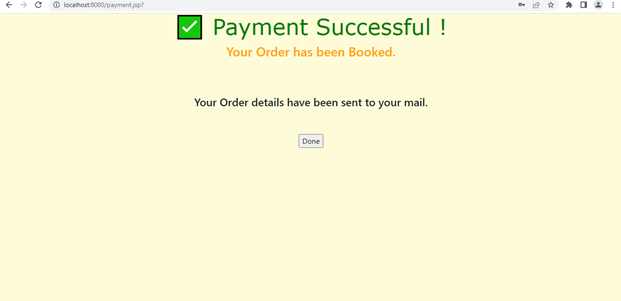 localhost:8080/payment.jsp?
Payment Successful !
Your Order has been Booked.
Your Order details have been sent to your mail.
Done